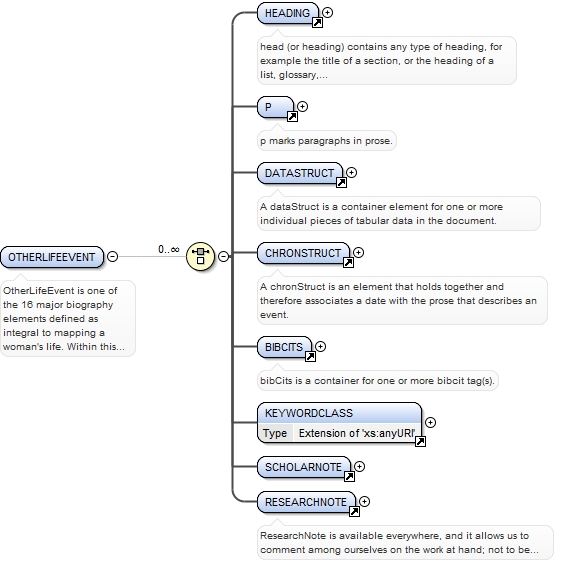 HEADING
head (or heading) contains any type of heading, for
example the title of a section, or the heading of a
list, glossary,...
P
p marks paragraphs in prose.
DATASTRUCT
A dataStruct is a container element for one or more
individual pieces of tabular data in the document.
0..∞
CHRONSTRUCT
OTHERLIFEEVENT
A chronStruct is an element that holds together and
therefore associates a date with the prose that describes an
event.
OtherLifeEvent is one of
the 16 major biography
elements defined as
integral to mapping a
woman's life. Within this...
BIBCITS
bibCits is a container for one or more bibcit tag(s).
KEYWORDCLASS
Type Extension of 'xs:anyURI'
SCHOLARNOTE
RESEARCHNOTE
ResearchNote is available everywhere, and it allows us to
comment among ourselves on the work at hand; not to be...